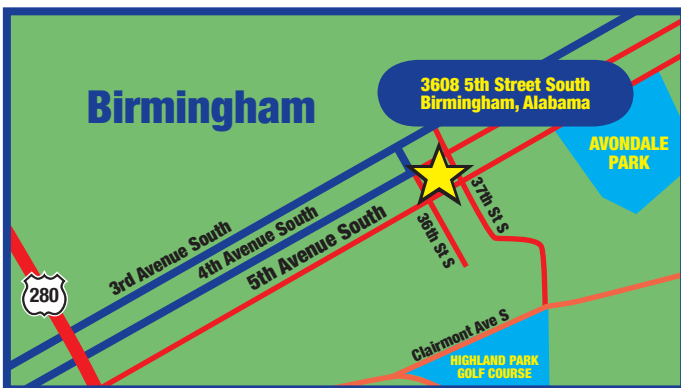 Birmingham
3608 5th Street South
Birmingham, Alabama
AVONDALE
PARK
3rd Avenue South
4th Avenue South
5th Avenue South
36th St S
37th St S
280
Clairmont Ave S
HIGHLAND PARK
GOLF COURSE